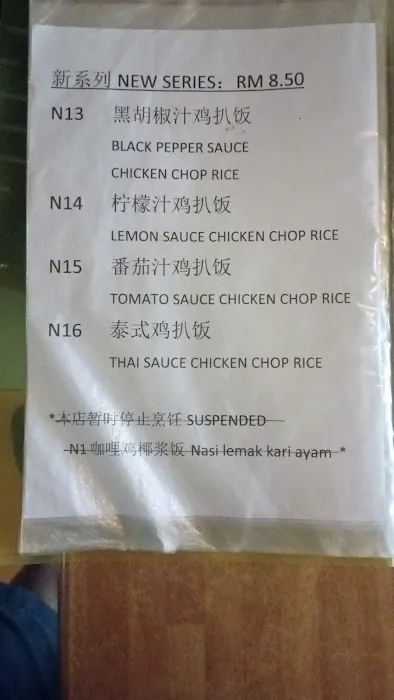 新系列 NEW SERIES: RM 8.50
N13 黑胡椒汁鸡扒饭
BLACK PEPPER SAUCE
CHICKEN CHOP RICE
N14 柠檬汁鸡扒饭
LEMON SAUCE CHICKEN CHOP RICE
N15 番茄汁鸡扒饭
TOMATO SAUCE CHICKEN CHOP RICE
N16 泰式鸡扒饭
THAI SAUCE CHICKEN CHOP RICE
*本店暂时停止烹饪 SUSPENDED
N1 咖哩鸡椰浆饭 Nasi lemak kari ayam *